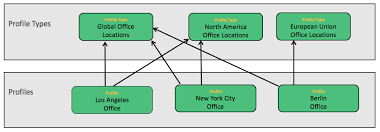 Profile Types
Profile Type
Global Office
Locations
Profile Type
North America
Office Locations
Profile Type
European Union
Office Locations
Profiles
Profile
Los Angeles
Office
Profile
New York City
Office
Profile
Berlin
Office